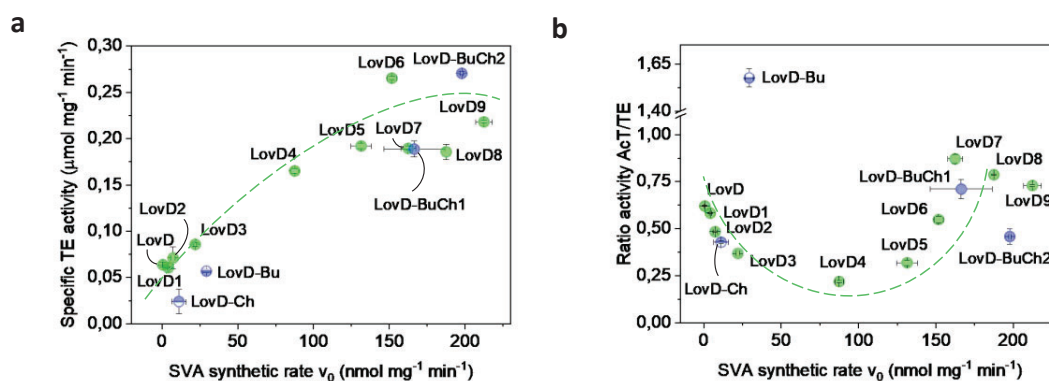 a
Specific TE activity (µmol mg⁻¹ min⁻¹)
0,30
0,25
0,20
0,15
0,10
0,05
0,00
LovD6
LovD-BuCh2
LovD9
LovD5
LovD7
LovD8
LovD4
LovD-BuCh1
LovD2
LovD
LovD3
LovD1
LovD-Bu
LovD-Ch
0 50 100 150 200
SVA synthetic rate v₀ (nmol mg⁻¹ min⁻¹)
b
Ratio activity AcT/TE
1,65
1,40
1,00
0,75
0,50
0,25
0,00
LovD-Bu
LovD7
LovD8
LovD-BuCh1
LovD9
LovD
LovD1
LovD2
LovD6
LovD5
LovD-BuCh2
LovD3
LovD4
LovD-Ch
0 50 100 150 200
SVA synthetic rate v₀ (nmol mg⁻¹ min⁻¹)